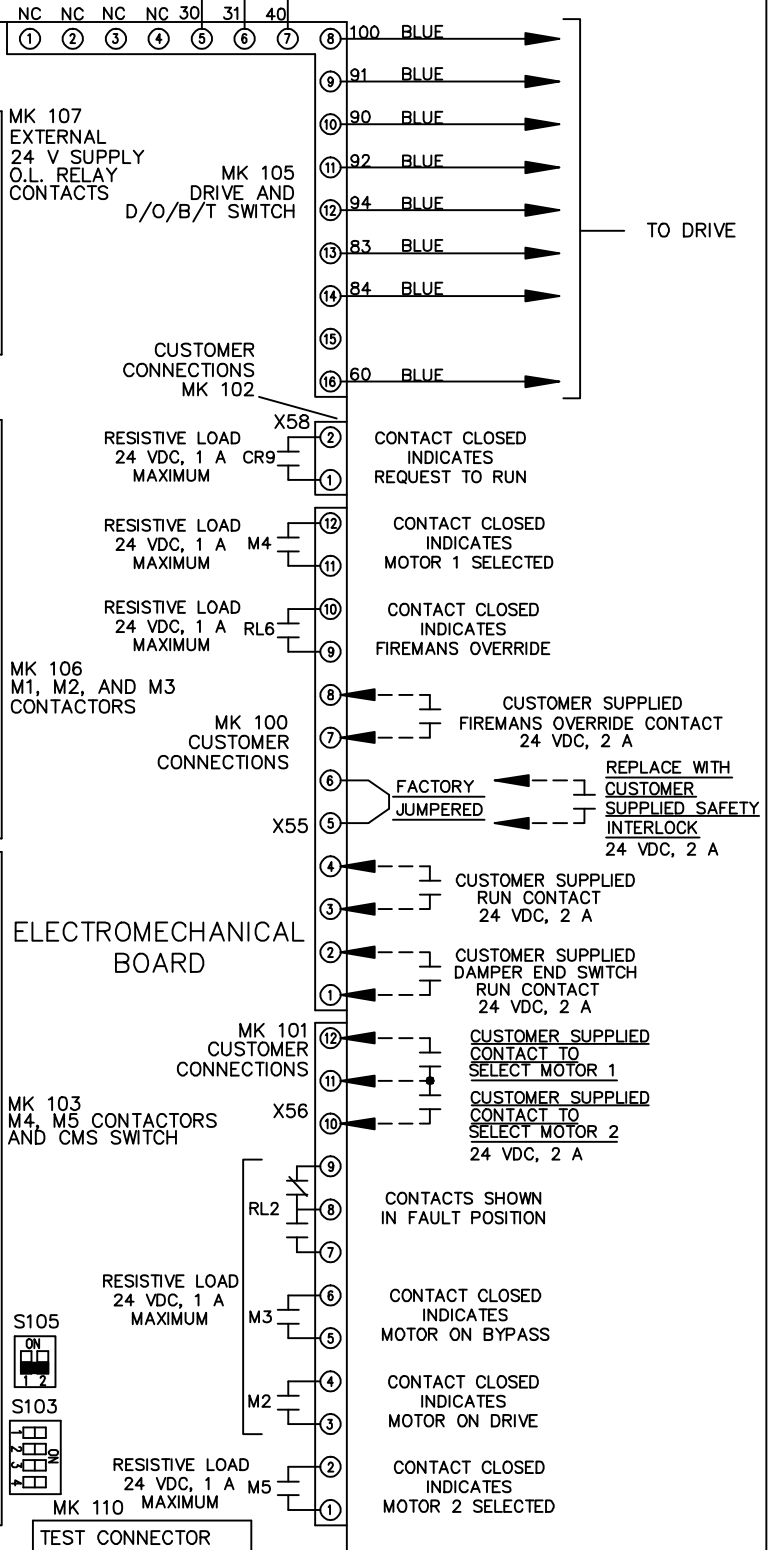 NC NC NC NC 30 31 40
1 2 3 4 5 6 7 8 100 BLUE
9 91 BLUE
10 90 BLUE
11 92 BLUE
12 94 BLUE
13 83 BLUE
14 84 BLUE
15
16 60 BLUE
TO DRIVE
MK 107
EXTERNAL
24 V SUPPLY
O.L. RELAY
CONTACTS
MK 105
DRIVE AND
D/O/B/T SWITCH
CUSTOMER
CONNECTIONS
MK 102
X58
2
1
RESISTIVE LOAD
24 VDC, 1 A CR9
MAXIMUM
CONTACT CLOSED
INDICATES
REQUEST TO RUN
12
11
RESISTIVE LOAD
24 VDC, 1 A M4
MAXIMUM
CONTACT CLOSED
INDICATES
MOTOR 1 SELECTED
10
9
RESISTIVE LOAD
24 VDC, 1 A RL6
MAXIMUM
CONTACT CLOSED
INDICATES
FIREMANS OVERRIDE
MK 106
M1, M2, AND M3
CONTACTORS
MK 100
CUSTOMER
CONNECTIONS
8
7
CUSTOMER SUPPLIED
FIREMANS OVERRIDE CONTACT
24 VDC, 2 A
X55
6
5
FACTORY
JUMPERED
REPLACE WITH
CUSTOMER
SUPPLIED SAFETY
INTERLOCK
24 VDC, 2 A
4
3
CUSTOMER SUPPLIED
RUN CONTACT
24 VDC, 2 A
ELECTROMECHANICAL
BOARD
2
1
CUSTOMER SUPPLIED
DAMPER END SWITCH
RUN CONTACT
24 VDC, 2 A
MK 101
CUSTOMER
CONNECTIONS
X56
12
11
10
CUSTOMER SUPPLIED
CONTACT TO
SELECT MOTOR 1
CUSTOMER SUPPLIED
CONTACT TO
SELECT MOTOR 2
24 VDC, 2 A
MK 103
M4, M5 CONTACTORS
AND CMS SWITCH
9
8
7
RL2
CONTACTS SHOWN
IN FAULT POSITION
RESISTIVE LOAD
24 VDC, 1 A
MAXIMUM
6
5
M3
CONTACT CLOSED
INDICATES
MOTOR ON BYPASS
4
3
M2
CONTACT CLOSED
INDICATES
MOTOR ON DRIVE
S105
ON
1 2
S103
1
2
3
4
ON
2
1
RESISTIVE LOAD
24 VDC, 1 A M5
MAXIMUM
CONTACT CLOSED
INDICATES
MOTOR 2 SELECTED
MK 110
TEST CONNECTOR